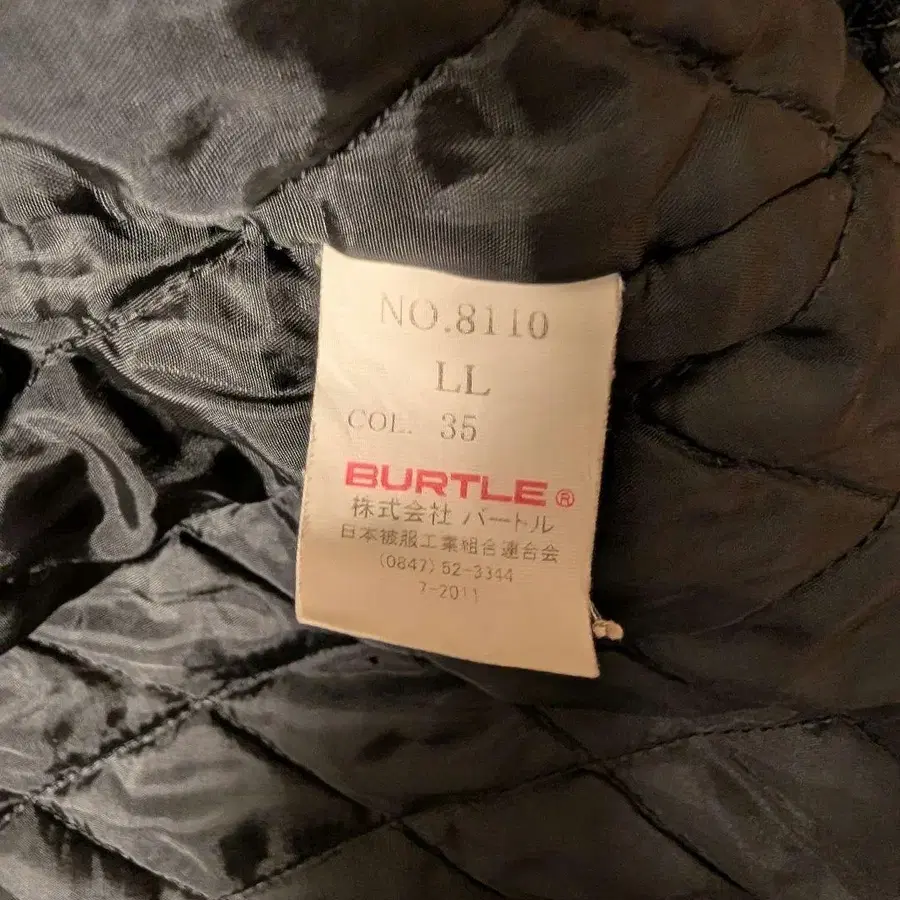 NO.8110
LL
COL. 35
BURTLE®
株式会社 バートル
日本被服工業組合連合会
(0847) 52-3344
7-2011